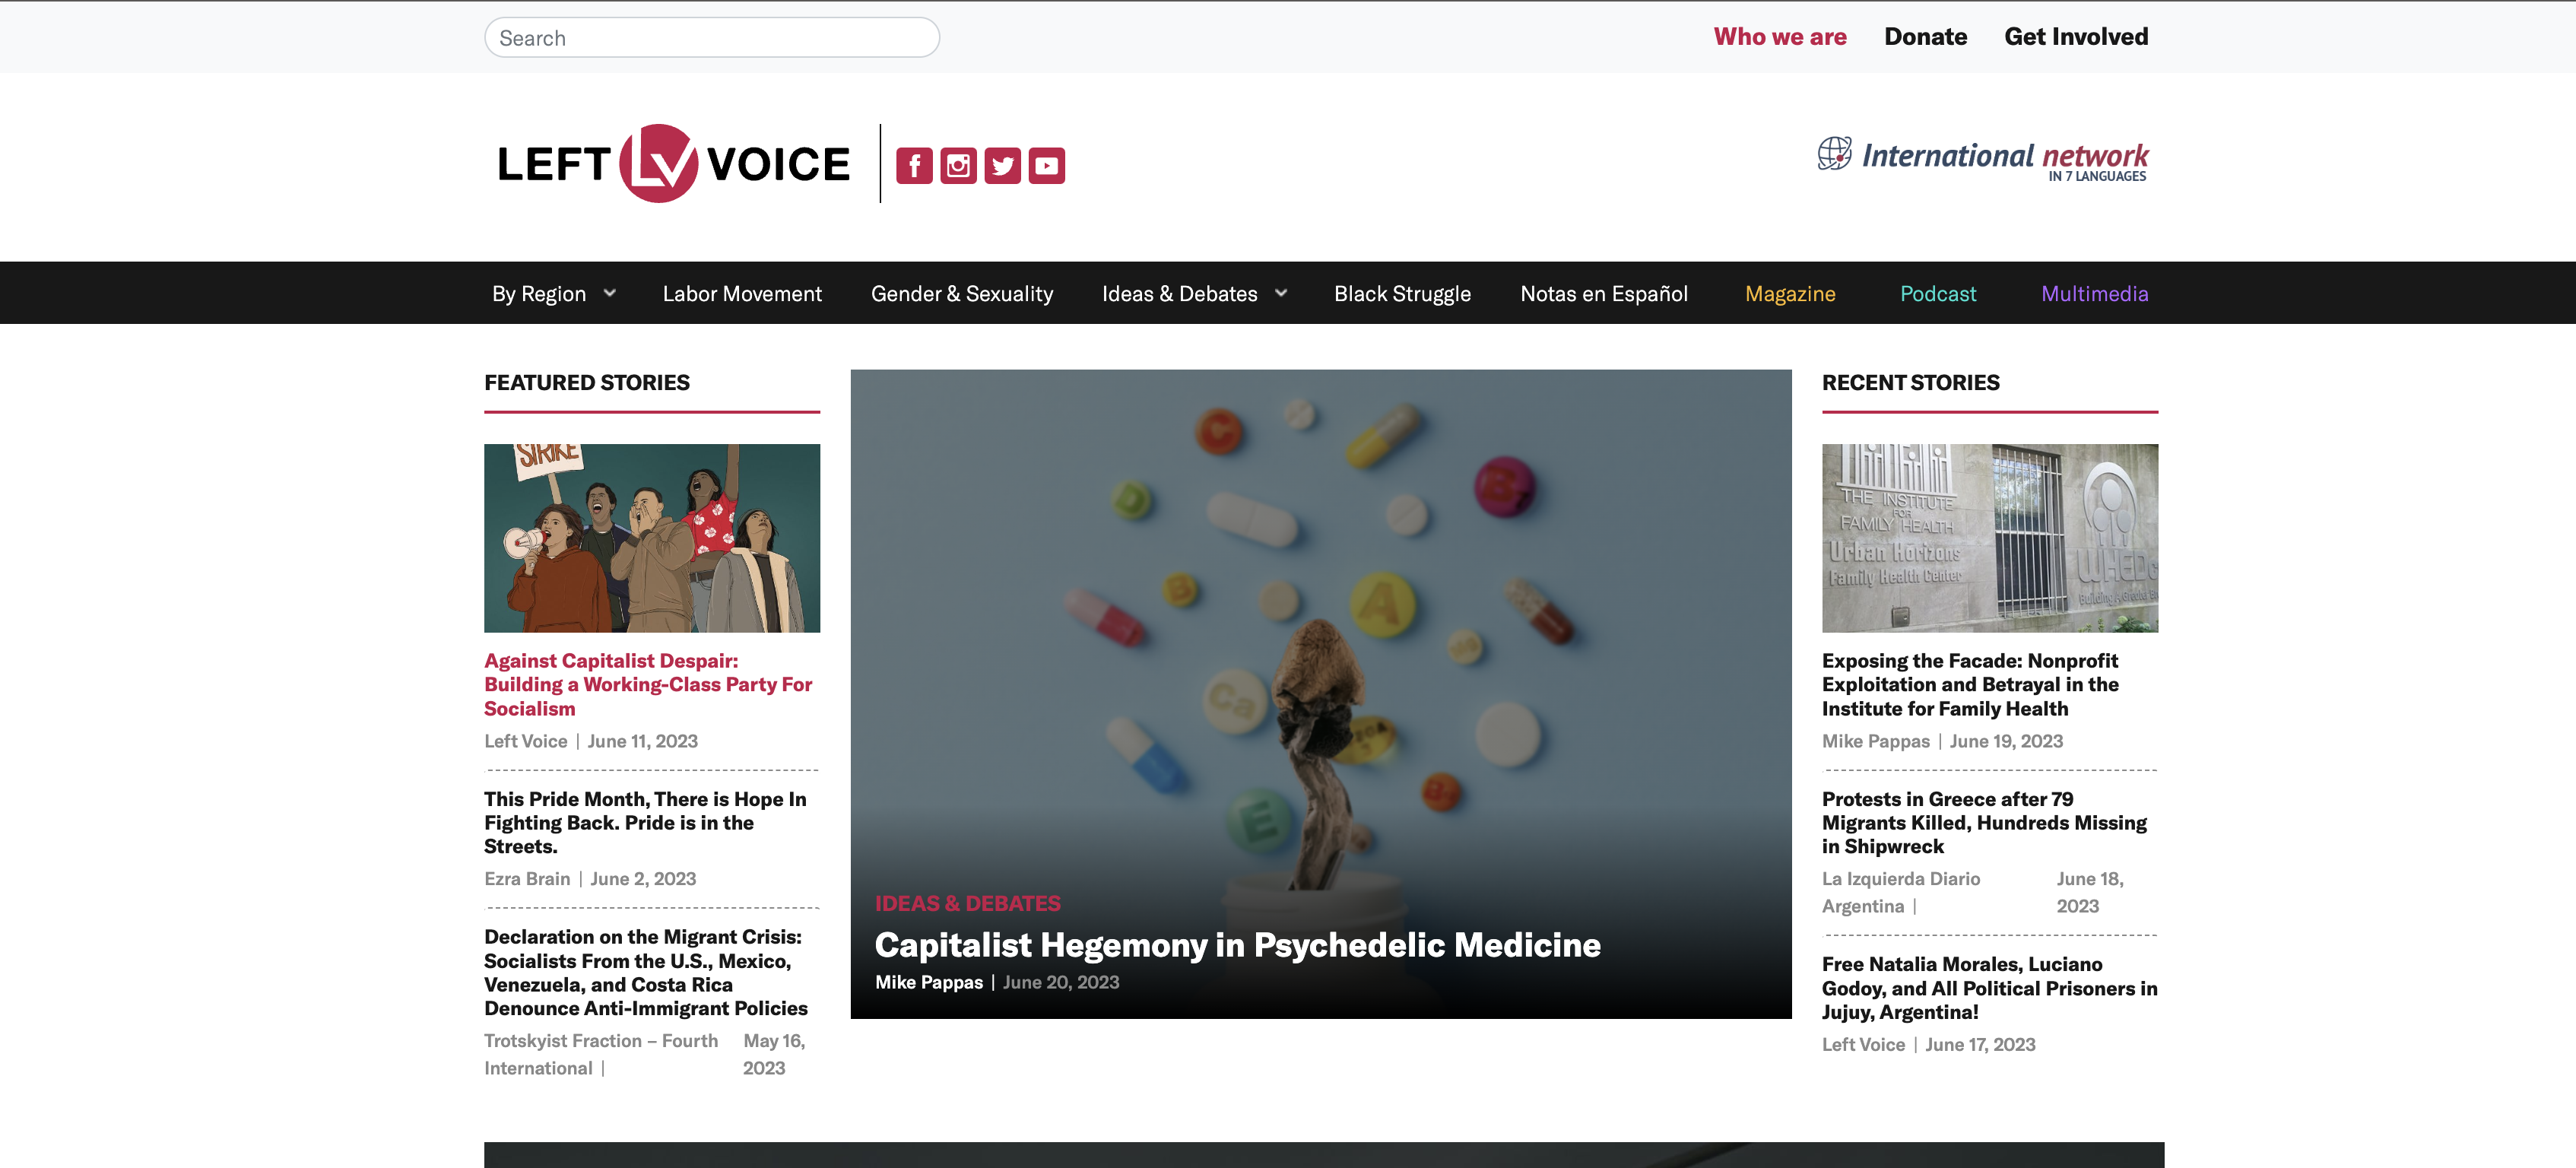 Search
Who we are
Donate
Get Involved
LEFT LV VOICE
International network
IN 7 LANGUAGES
By Region
Labor Movement
Gender & Sexuality
Ideas & Debates
Black Struggle
Notas en Español
Magazine
Podcast
Multimedia
FEATURED STORIES
STRIKE
Against Capitalist Despair:
Building a Working-Class Party For
Socialism
Left Voice | June 11, 2023
This Pride Month, There is Hope In
Fighting Back. Pride is in the
Streets.
Ezra Brain | June 2, 2023
Declaration on the Migrant Crisis:
Socialists From the U.S., Mexico,
Venezuela, and Costa Rica
Denounce Anti-Immigrant Policies
Trotskyist Fraction – Fourth
International |
May 16,
2023
C
D
B
B
A
Ca
E
IDEAS & DEBATES
Capitalist Hegemony in Psychedelic Medicine
Mike Pappas | June 20, 2023
RECENT STORIES
THE INSTITUTE
FOR
FAMILY HEALTH
Urban Horizons
Family Health Center
Exposing the Facade: Nonprofit
Exploitation and Betrayal in the
Institute for Family Health
Mike Pappas | June 19, 2023
Protests in Greece after 79
Migrants Killed, Hundreds Missing
in Shipwreck
La Izquierda Diario
Argentina |
June 18,
2023
Free Natalia Morales, Luciano
Godoy, and All Political Prisoners in
Jujuy, Argentina!
Left Voice | June 17, 2023